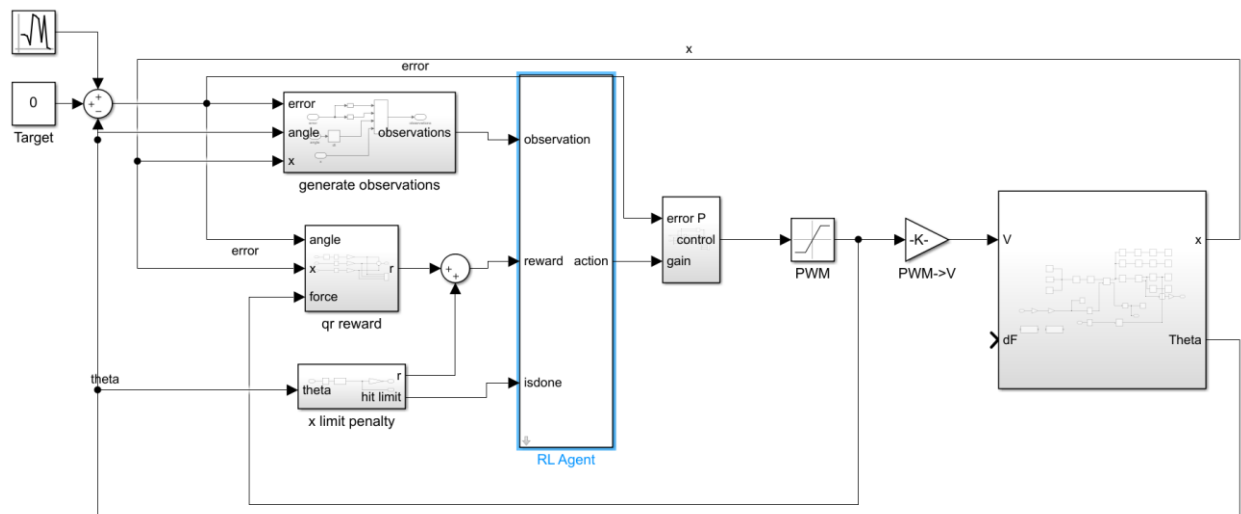 x
error
0
Target
error
angle
x
observations
generate observations
observation
error
angle
x
force
r
qr reward
reward
action
error P
control
gain
PWM
-K-
PWM->V
V
x
dF
Theta
theta
theta
r
hit limit
x limit penalty
isdone
RL Agent